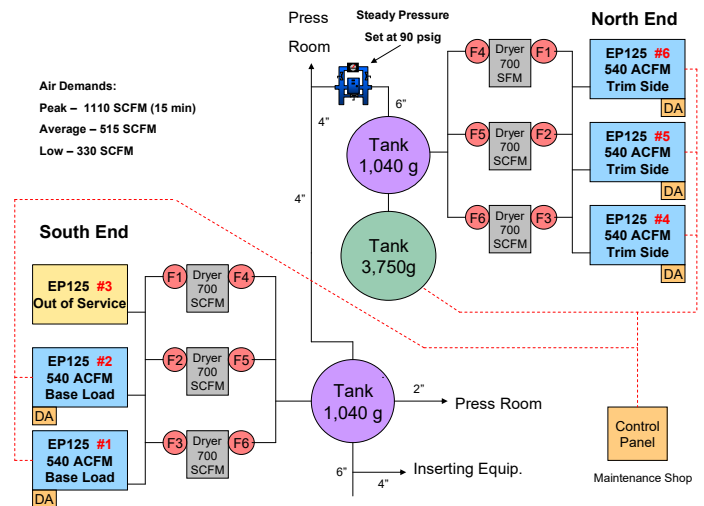 Press
Room
Steady Pressure
Set at 90 psig
North End
Air Demands:
Peak – 1110 SCFM (15 min)
Average – 515 SCFM
Low – 330 SCFM
4"
6"
4"
F4
Dryer
700
SFM
F1
EP125 #6
540 ACFM
Trim Side
DA
Tank
1,040 g
F5
Dryer
700
SCFM
F2
EP125 #5
540 ACFM
Trim Side
DA
F6
Dryer
700
SCFM
F3
EP125 #4
540 ACFM
Trim Side
DA
Tank
3,750g
South End
EP125 #3
Out of Service
F1
Dryer
700
SCFM
F4
EP125 #2
540 ACFM
Base Load
DA
F2
Dryer
700
SCFM
F5
EP125 #1
540 ACFM
Base Load
DA
F3
Dryer
700
SCFM
F6
Tank
1,040 g
2"
Press Room
6"
4"
Inserting Equip.
Control
Panel
Maintenance Shop